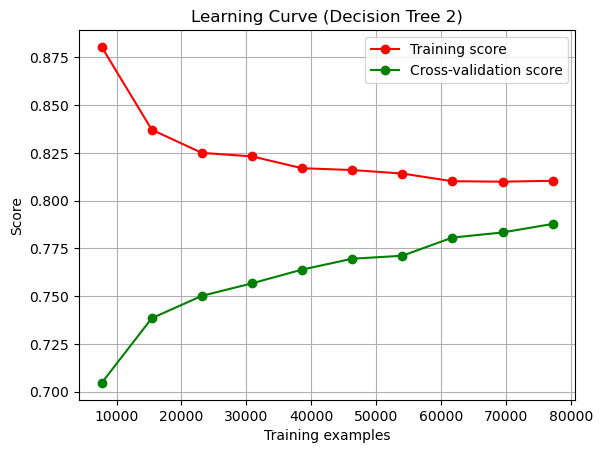 Learning Curve (Decision Tree 2)
Training score
Cross-validation score
0.875
0.850
0.825
0.800
0.775
0.750
0.725
0.700
Score
10000 20000 30000 40000 50000 60000 70000 80000
Training examples